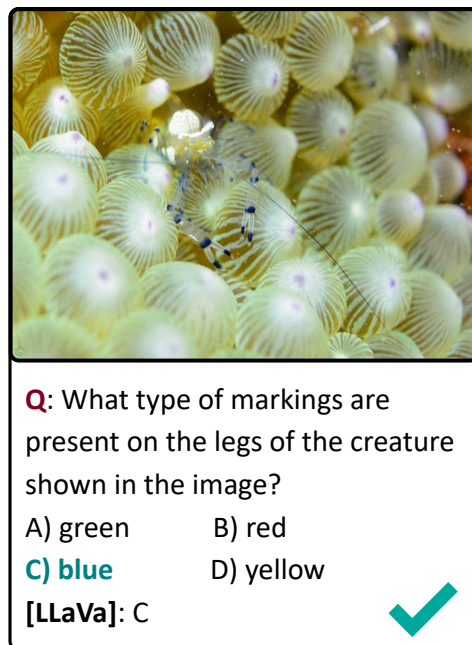 Q: What type of markings are
present on the legs of the creature
shown in the image?
A) green B) red
C) blue D) yellow
[LLaVa]: C